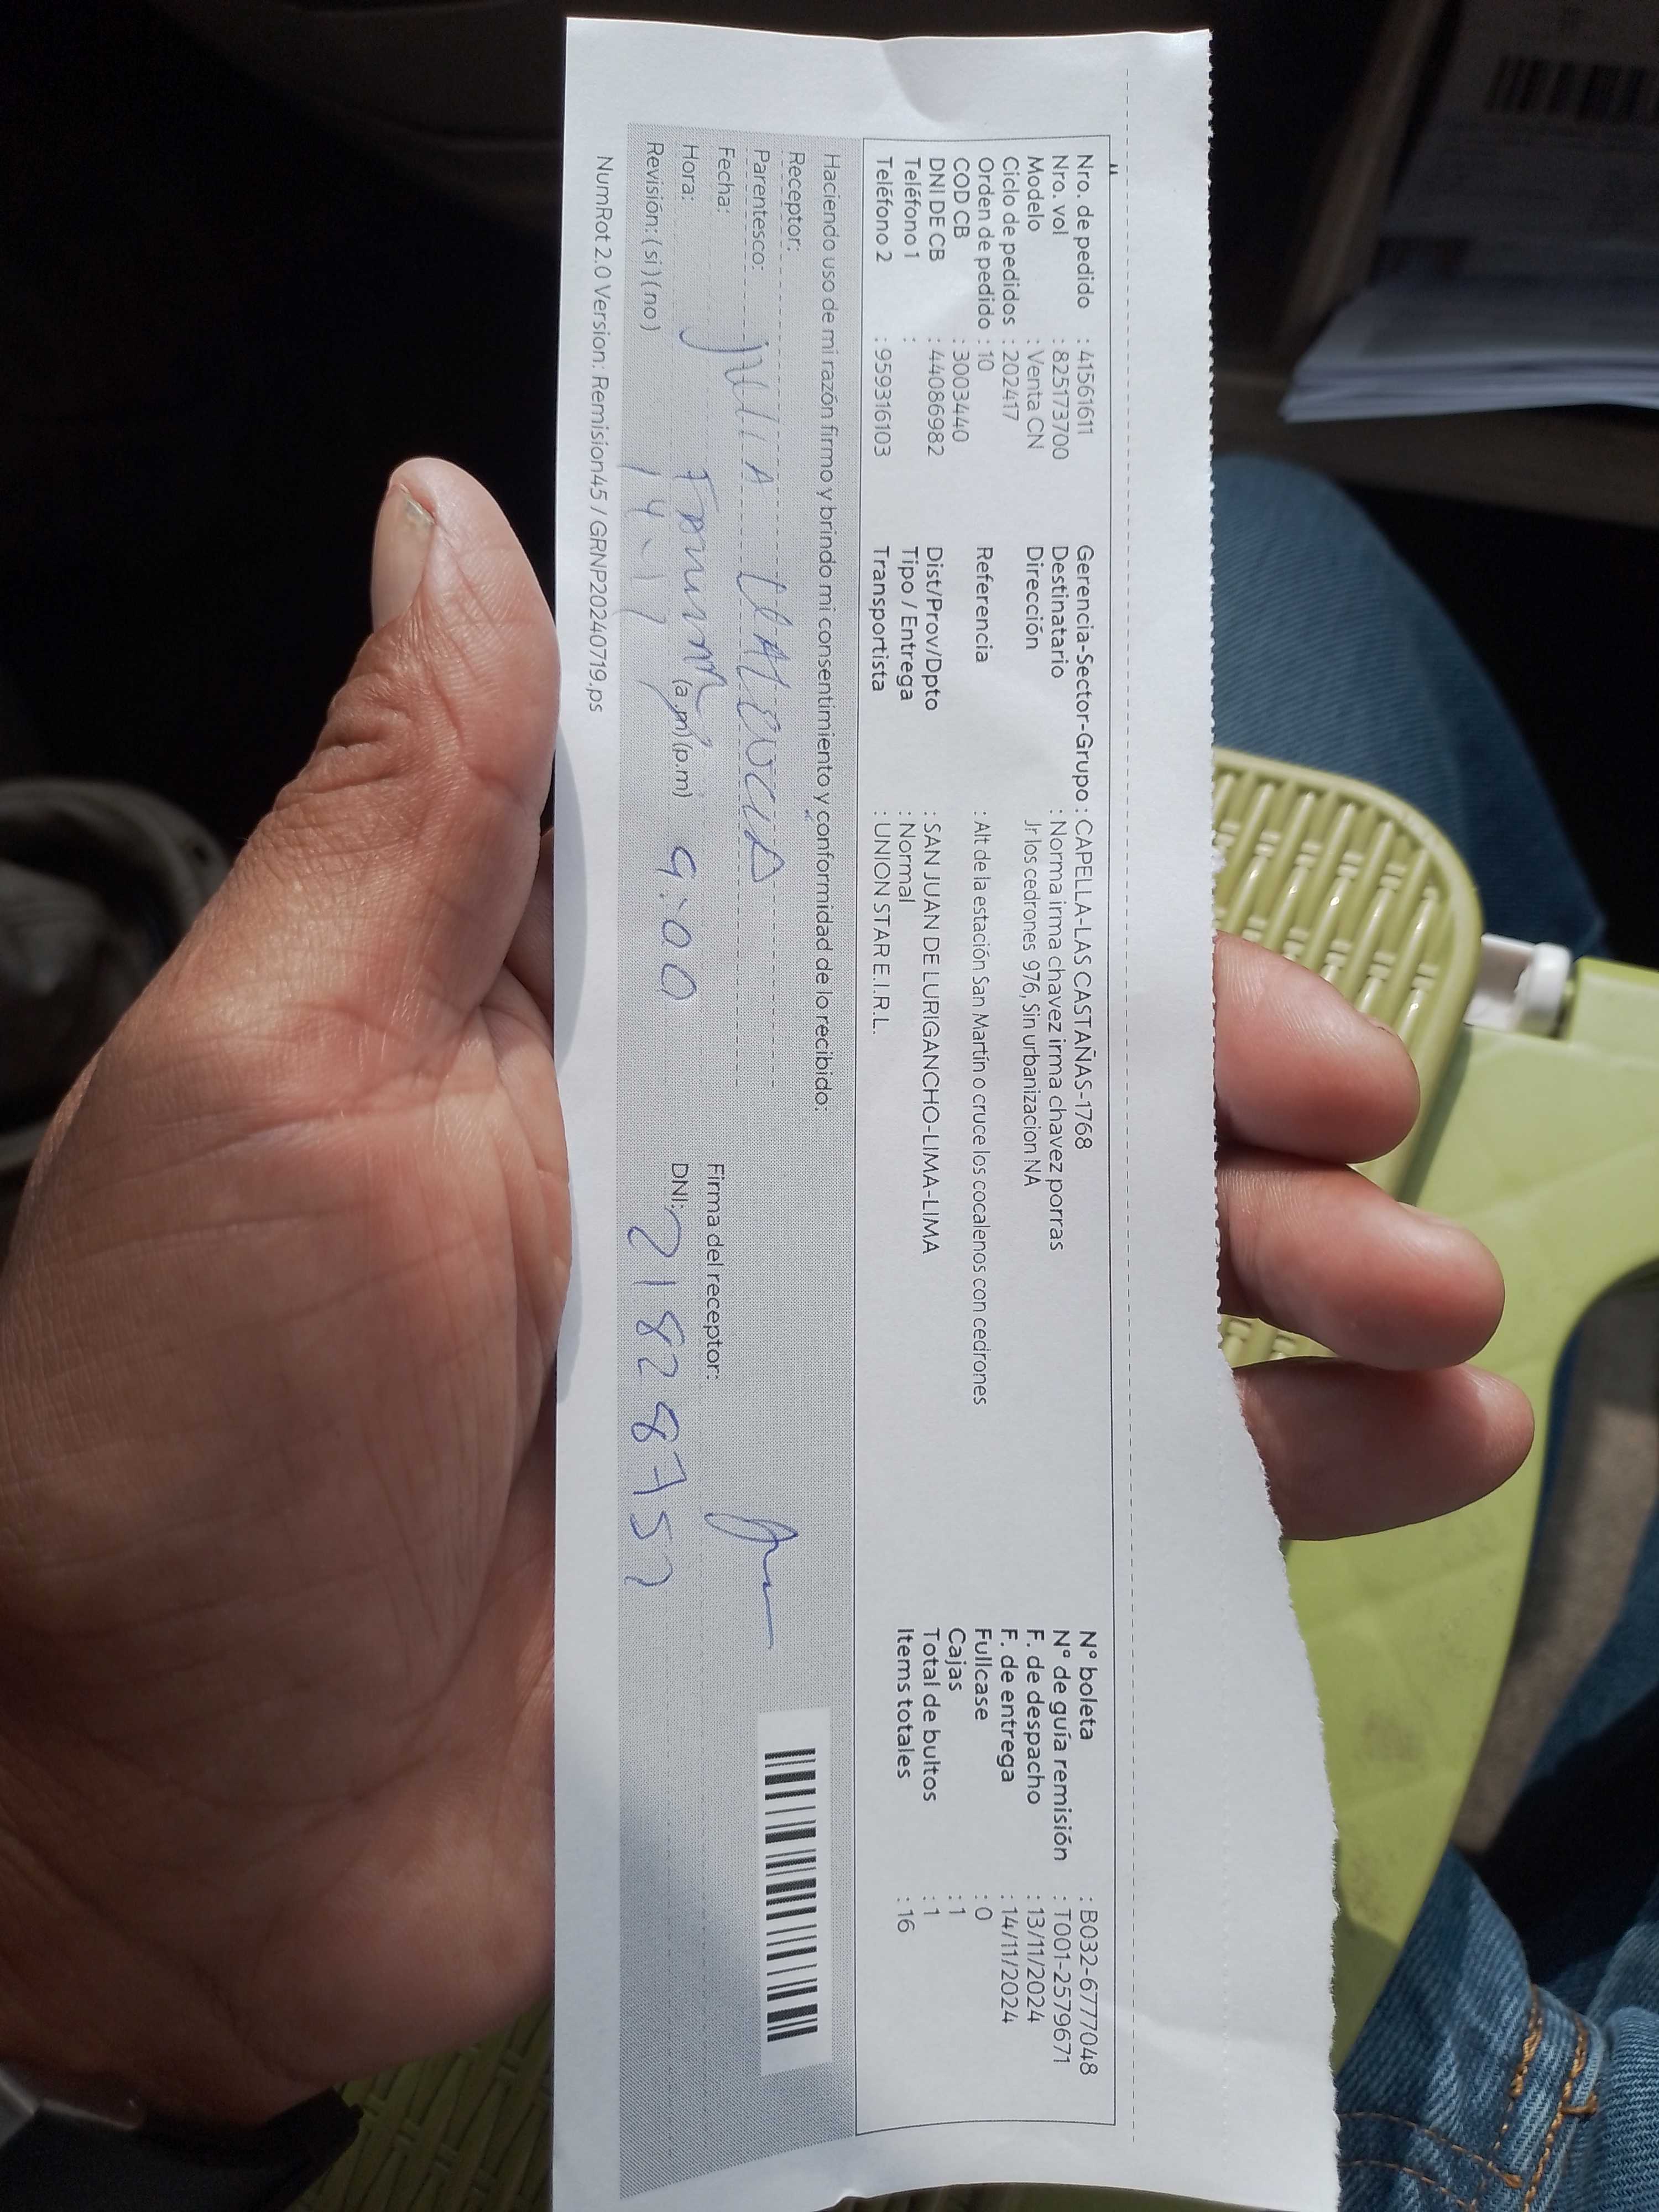 Nro. de pedido : 41561611
Nro. vol : 825173700
Modelo : Venta CN
Ciclo de pedidos : 202417
Orden de pedido : 10
COD CB : 3003440
DNI DE CB : 44086982
Teléfono 1 :
Teléfono 2 : 959316103
Gerencia-Sector-Grupo : CAPELLA-LAS CASTAÑAS-1768
Destinatario : Norma irma chavez irma chavez porras
Dirección Jr los cedrones 976, Sin urbanizacion NA
Referencia : Alt de la estación San Martín o cruce los cocalenos con cedrones
Dist/Prov/Dpto : SAN JUAN DE LURIGANCHO-LIMA-LIMA
Tipo / Entrega : Normal
Transportista : UNION STAR E.I.R.L.
N° boleta : B032-6777048
N° de guía remisión : T001-2579671
F. de despacho : 13/11/2024
F. de entrega : 14/11/2024
Fullcase : 0
Cajas : 1
Total de bultos : 1
Items totales : 16
Haciendo uso de mi razón firmo y brindo mi consentimiento y conformidad de lo recibido:
Receptor:
Parentesco: JULIA
Fecha:
Hora: (a.m) (p.m) 9:00
Revisión: (si) (no)
Firma del receptor:
DNI: 21828757
NumRot 2.0 Version: Remision45 / GRNP20240719.ps